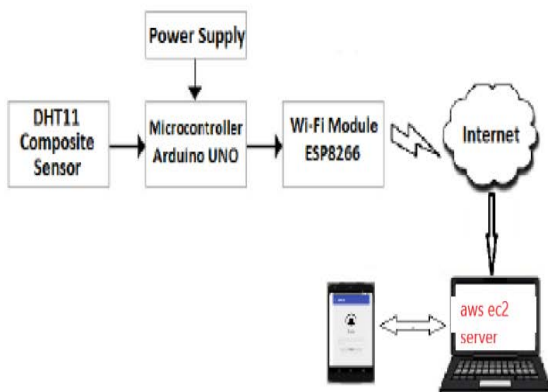 Power Supply
DHT11
Composite
Sensor
Microcontroller
Arduino UNO
Wi-Fi Module
ESP8266
Internet
aws ec2
server